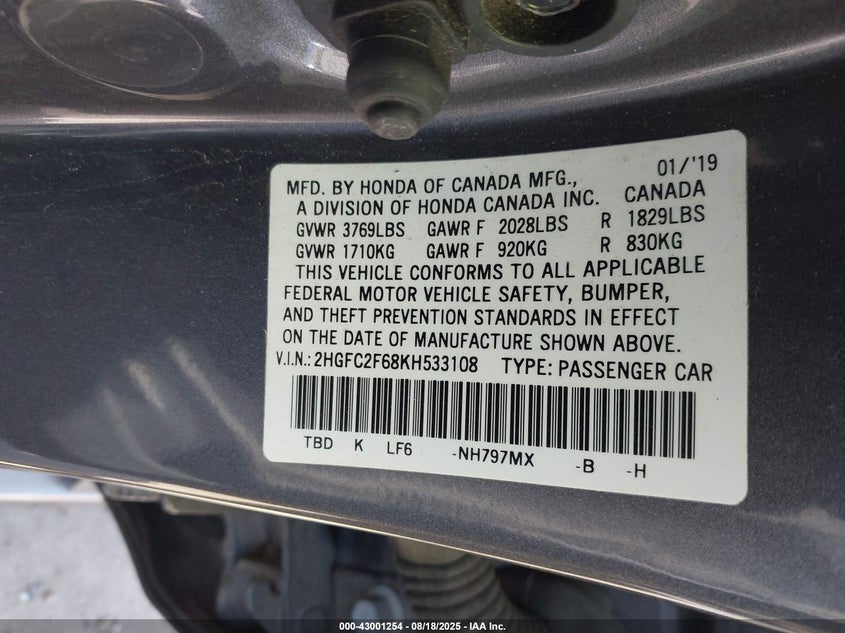 01/'19
MFD. BY HONDA OF CANADA MFG., CANADA
A DIVISION OF HONDA CANADA INC.
GVWR 3769LBS GAWR F 2028LBS R 1829LBS
GVWR 1710KG GAWR F 920KG R 830KG
THIS VEHICLE CONFORMS TO ALL APPLICABLE
FEDERAL MOTOR VEHICLE SAFETY, BUMPER,
AND THEFT PREVENTION STANDARDS IN EFFECT
ON THE DATE OF MANUFACTURE SHOWN ABOVE.
V.I.N.: 2HGFC2F68KH533108 TYPE: PASSENGER CAR
TBD K LF6 -NH797MX -B -H
000-43001254 - 08/18/2025 - IAA Inc.